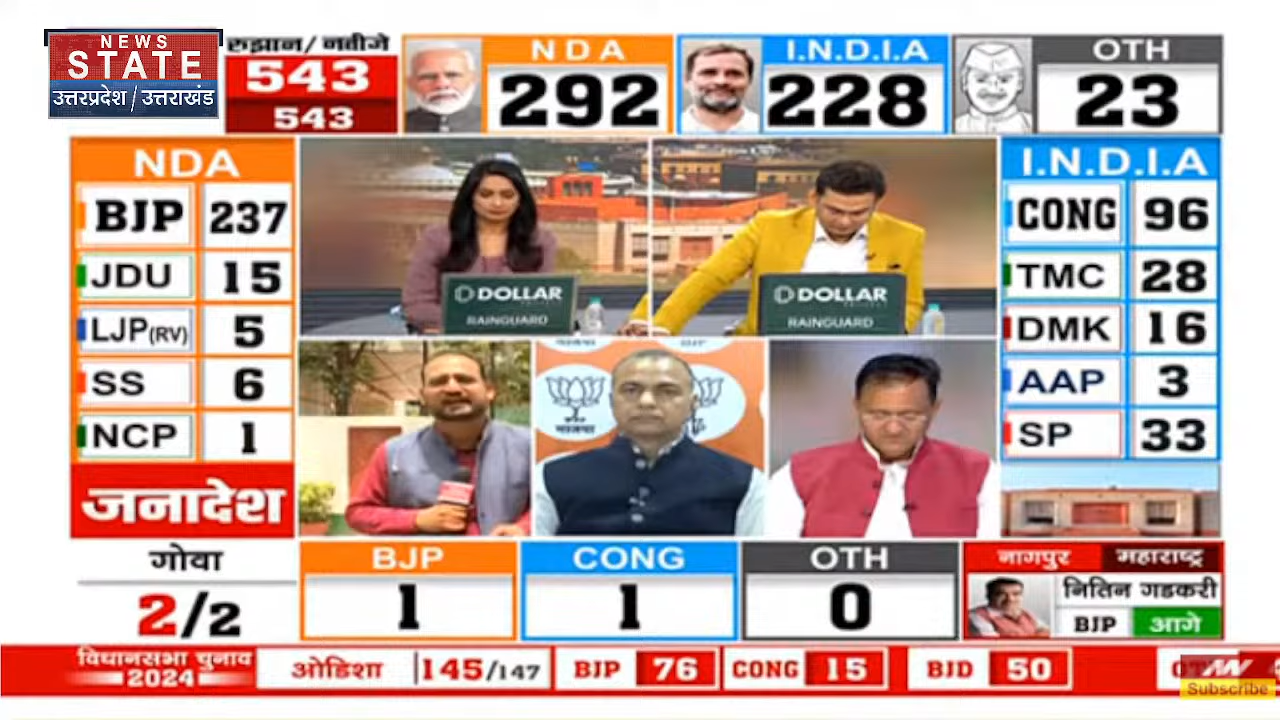 NEWS
STATE
उत्तरप्रदेश / उत्तराखंड
रुझान/ नतीजे
543
543
NDA
292
I.N.D.I.A
228
OTH
23
NDA
BJP 237
JDU 15
LJP(RV) 5
SS 6
NCP 1
जनादेश
DOLLAR
RAINGUARD
DOLLAR
RAINGUARD
BJP
भाजपा
I.N.D.I.A
CONG 96
TMC 28
DMK 16
AAP 3
SP 33
गोवा
2/2
BJP
1
CONG
1
OTH
0
नागपुर महाराष्ट्र
नितिन गडकरी
BJP आगे
विधानसभा चुनाव
2024
ओडिशा 145/147 BJP 76 CONG 15 BJD 50
Subscribe